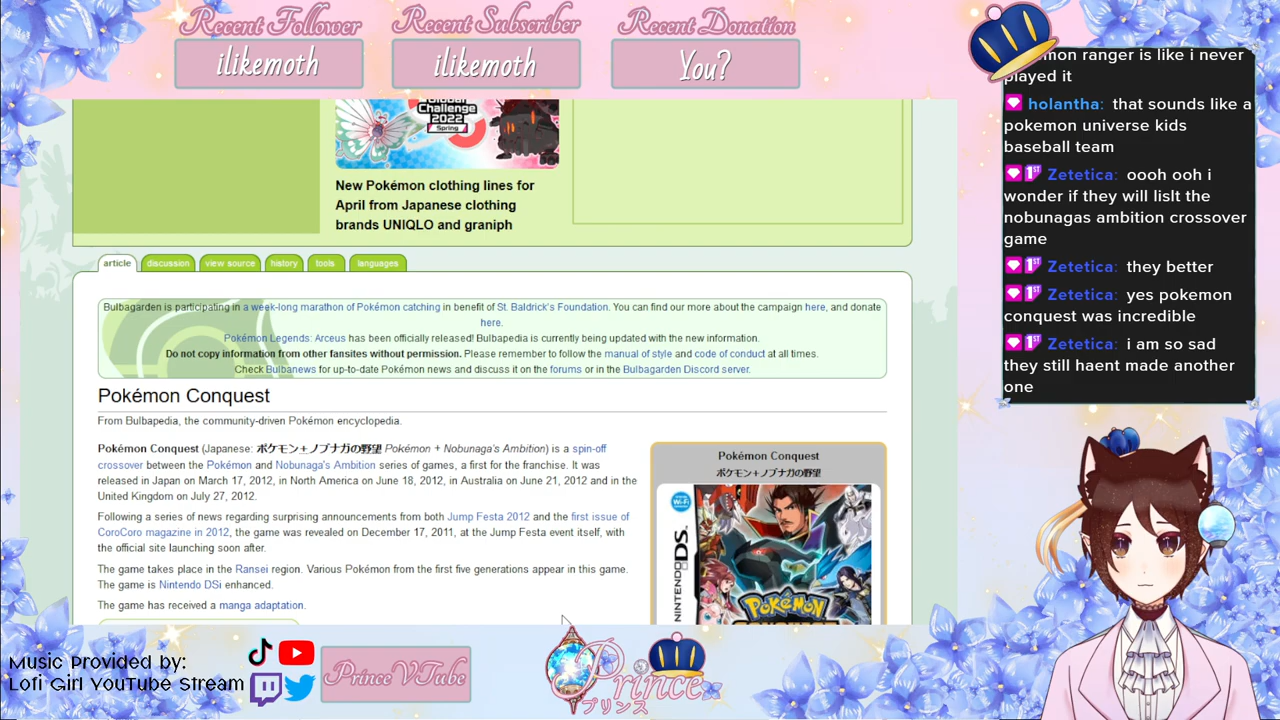 Recent Follower
ilikemoth
Recent Subscriber
ilikemoth
Recent Donation
You?
Global
Challenge
2022
Spring
New Pokémon clothing lines for
April from Japanese clothing
brands UNIQLO and graniph
article
discussion
view source
history
tools
languages
Bulbagarden is participating in a week-long marathon of Pokémon catching in benefit of St. Baldrick's Foundation. You can find our more about the campaign here, and donate
here.
Pokémon Legends: Arceus has been officially released! Bulbapedia is currently being updated with the new information.
Do not copy information from other fansites without permission. Please remember to follow the manual of style and code of conduct at all times.
Check Bulbanews for up-to-date Pokémon news and discuss it on the forums or in the Bulbagarden Discord server.
Pokémon Conquest
From Bulbapedia, the community-driven Pokémon encyclopedia.
Pokémon Conquest (Japanese: ポケモン+ノブナガの野望 Pokémon + Nobunaga's Ambition) is a spin-off
crossover between the Pokémon and Nobunaga's Ambition series of games, a first for the franchise. It was
released in Japan on March 17, 2012, in North America on June 18, 2012, in Australia on June 21, 2012 and in the
United Kingdom on July 27, 2012.
Following a series of news regarding surprising announcements from both Jump Festa 2012 and the first issue of
CoroCoro magazine in 2012, the game was revealed on December 17, 2011, at the Jump Festa event itself, with
the official site launching soon after.
The game takes place in the Ransei region. Various Pokémon from the first five generations appear in this game.
The game is Nintendo DSi enhanced.
The game has received a manga adaptation.
Pokémon Conquest
ポケモン+ノブナガの野望
Wi-Fi
NINTENDO DS
POKÉMON
mon ranger is like i never
played it
holantha: that sounds like a
pokemon universe kids
baseball team
1st Zetetica: oooh ooh i
wonder if they will lislt the
nobunagas ambition crossover
game
1st Zetetica: they better
1st Zetetica: yes pokemon
conquest was incredible
1st Zetetica: i am so sad
they still haent made another
one
Music Provided by:
Lofi Girl YouTube Stream
Prince VTube
Prince
プリンス